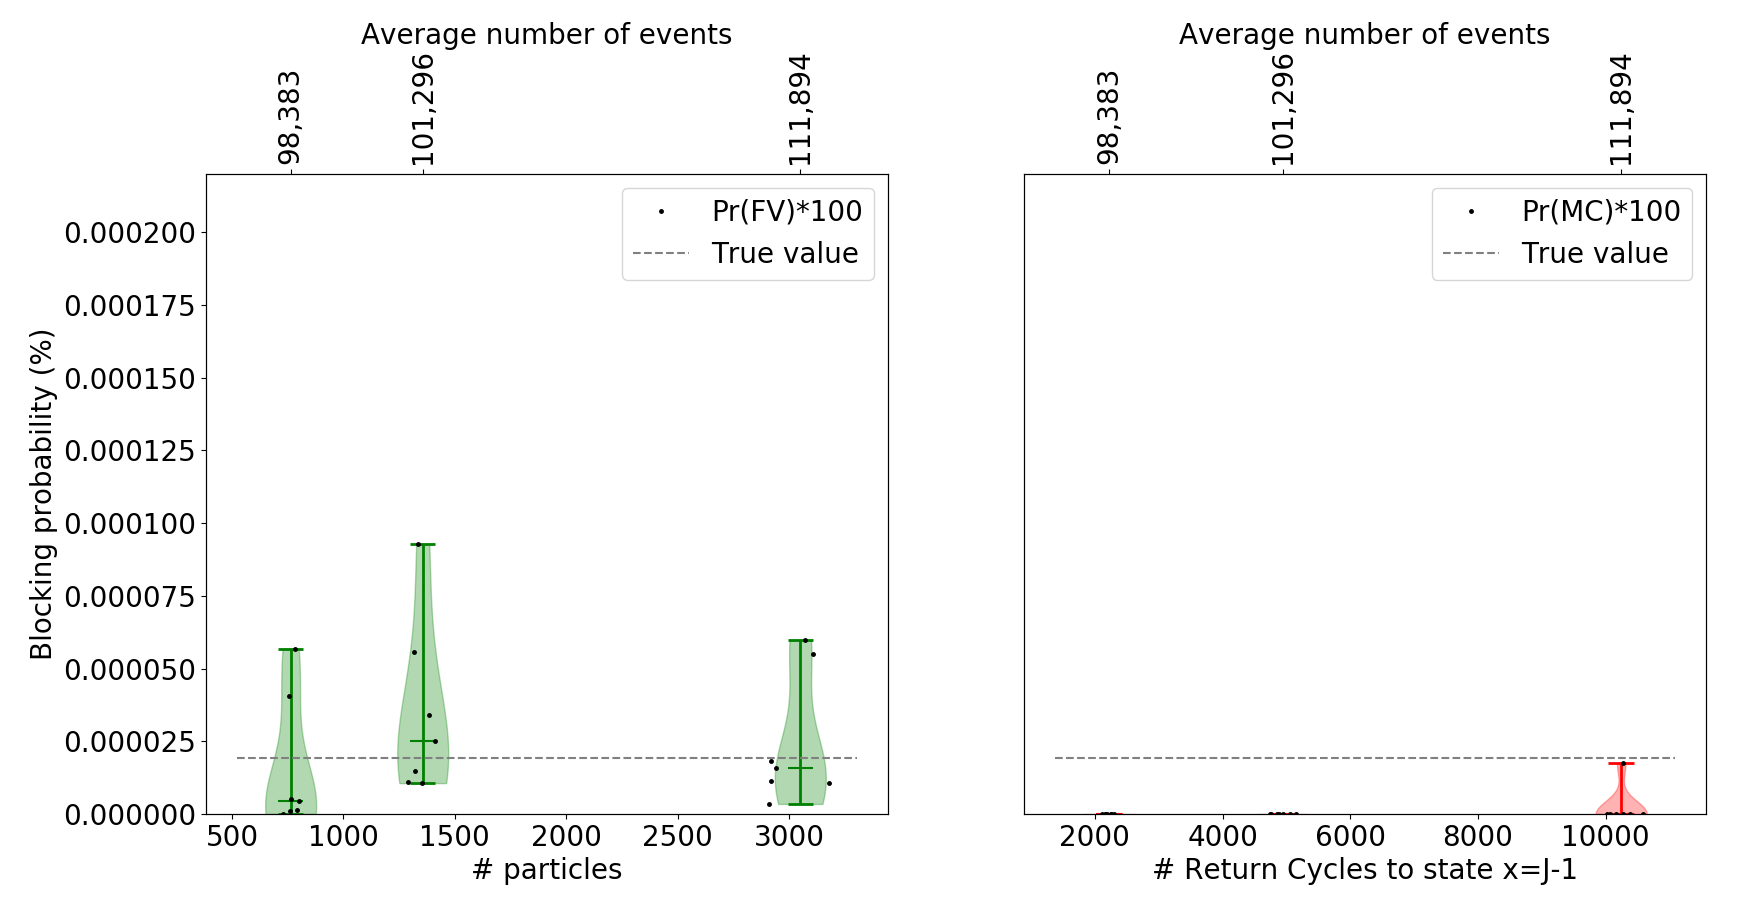 Average number of events
98,383
101,296
111,894
Pr(FV)*100
True value
Blocking probability (%)
0.000200
0.000175
0.000150
0.000125
0.000100
0.000075
0.000050
0.000025
0.000000
500
1000
1500
2000
2500
3000
# particles
Average number of events
98,383
101,296
111,894
Pr(MC)*100
True value
2000
4000
6000
8000
10000
# Return Cycles to state x=J-1